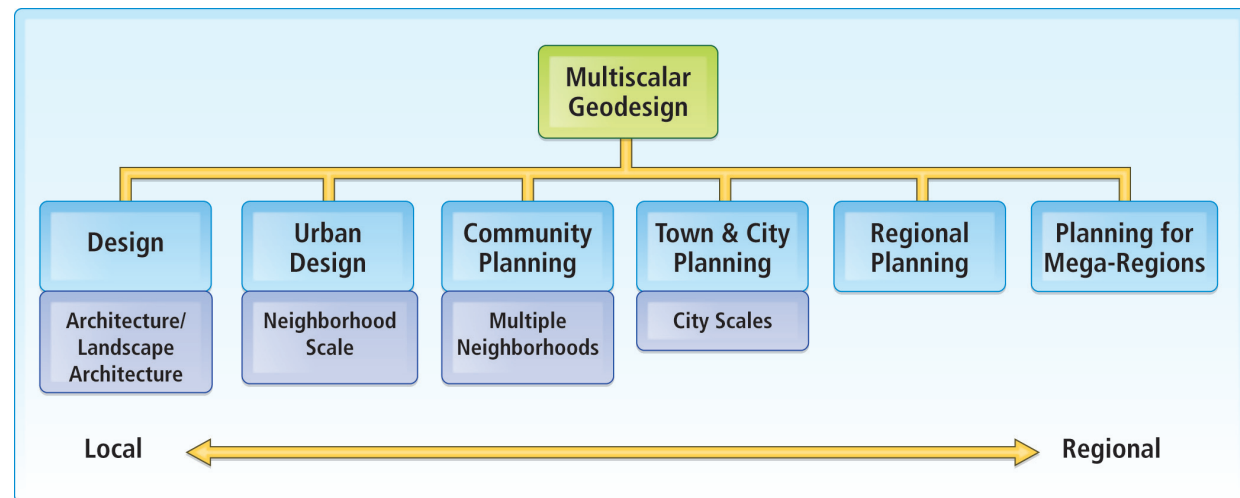 Multiscalar
Geodesign
Design
Urban
Design
Community
Planning
Town & City
Planning
Regional
Planning
Planning for
Mega-Regions
Architecture/
Landscape
Architecture
Neighborhood
Scale
Multiple
Neighborhoods
City Scales
Local
Regional